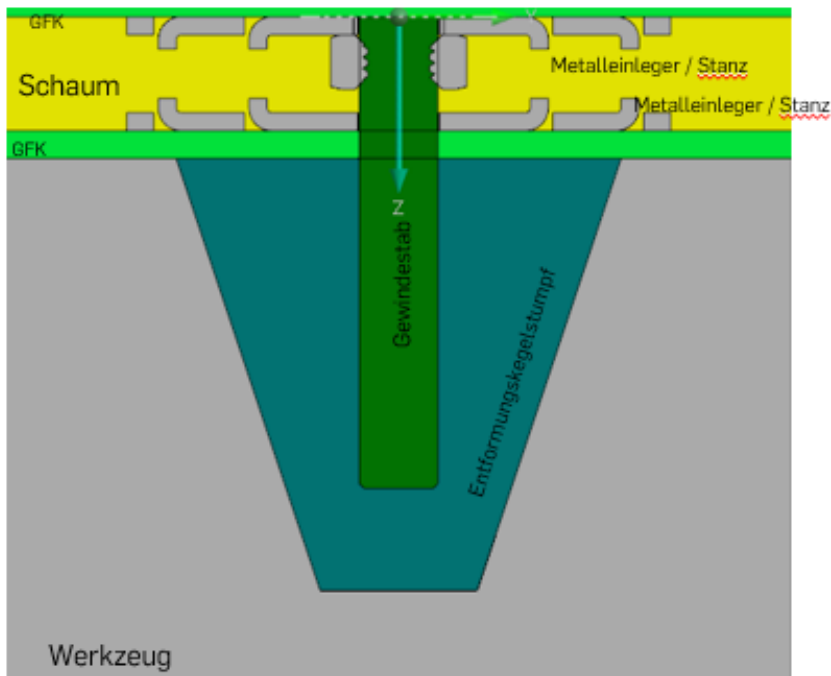 GFK
Y
Schaum
Metalleinleger / Stanz
Metalleinleger / Stanz
GFK
Z
Gewindestab
Entformungskegelstumpf
Werkzeug